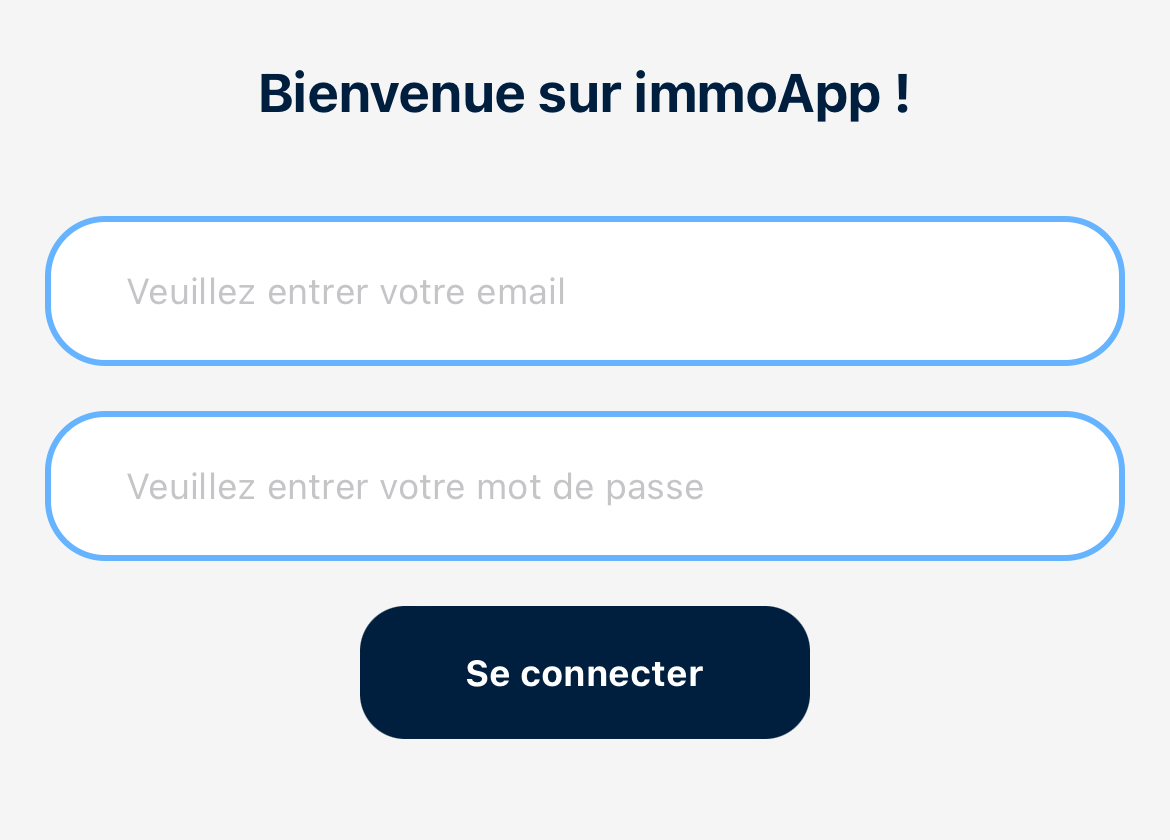 Bienvenue sur immoApp !
Veuillez entrer votre email
Veuillez entrer votre mot de passe
Se connecter